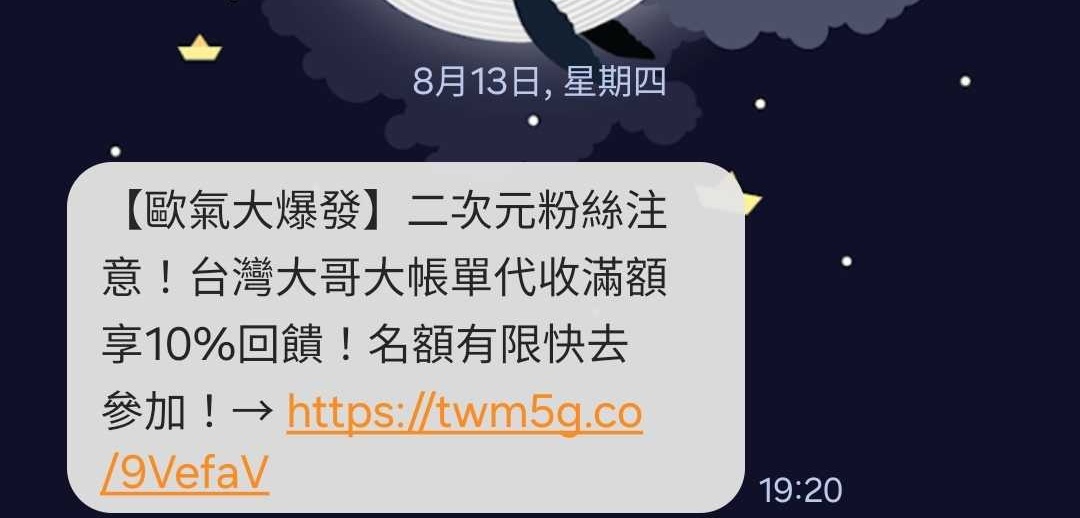 8月13日, 星期四
【歐氣大爆發】二次元粉絲注
意！台灣大哥大帳單代收滿額
享10%回饋！名額有限快去
參加！→ https://twm5g.co
/9VefaV
19:20